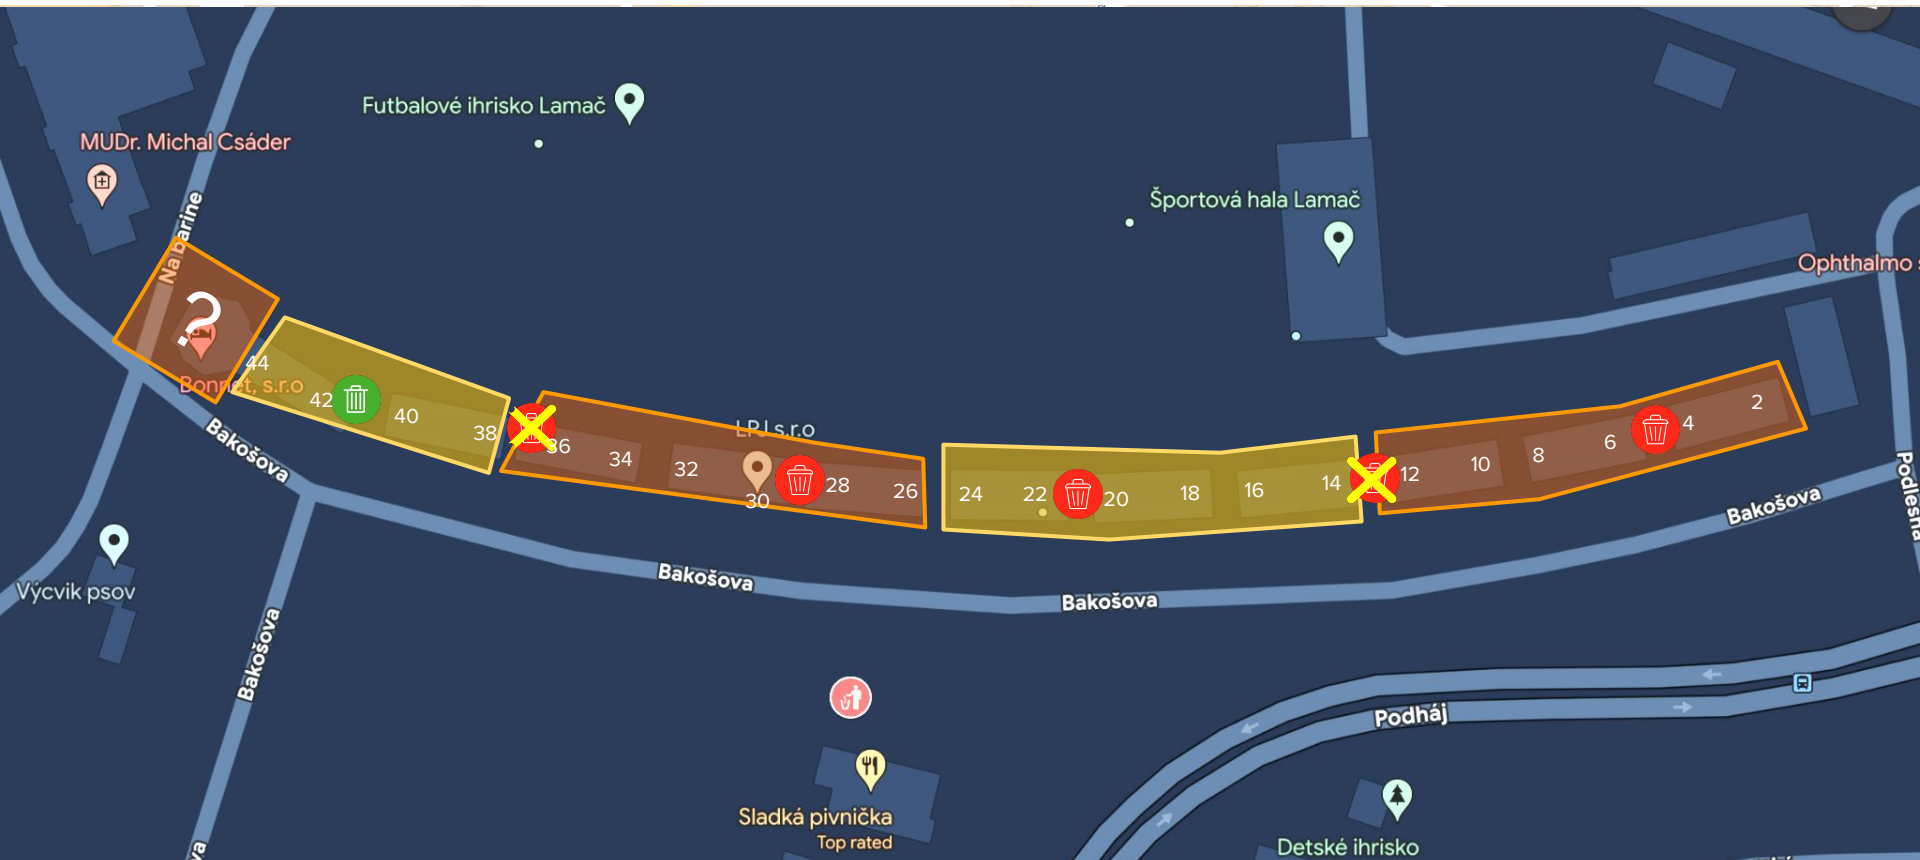 Futbalové ihrisko Lamač
MUDr. Michal Csáder
Športová hala Lamač
Na barine
Ophthalmo s
?
44
Bonnet, s.r.o
42
40
38
36
34
32
LPJ s.r.o
30
28
26
24
22
20
18
16
14
12
10
8
6
4
2
Bakošova
Bakošova
Bakošova
Bakošova
Podlesná
Výcvik psov
Bakošova
Podháj
Sladká pivnička
Top rated
Detské ihrisko